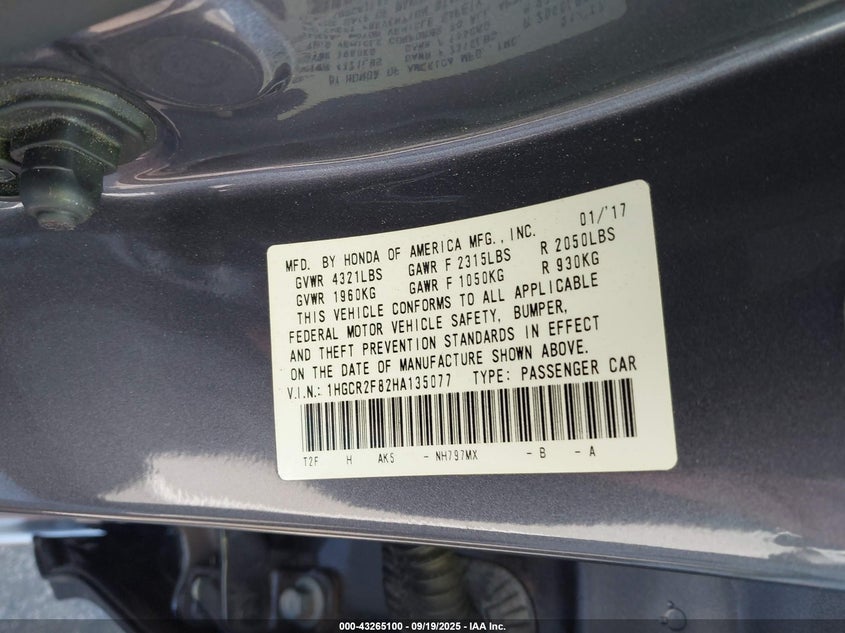 MFD. BY HONDA OF AMERICA MFG., INC. 01/'17
GVWR 4321LBS GAWR F 2315LBS R 2050LBS
GVWR 1960KG GAWR F 1050KG R 930KG
THIS VEHICLE CONFORMS TO ALL APPLICABLE
FEDERAL MOTOR VEHICLE SAFETY, BUMPER,
AND THEFT PREVENTION STANDARDS IN EFFECT
ON THE DATE OF MANUFACTURE SHOWN ABOVE.
V.I.N.: 1HGCR2F82HA135077 TYPE: PASSENGER CAR
T2F H AK5 - NH797MX - B - A
000-43265100 - 09/19/2025 - IAA Inc.